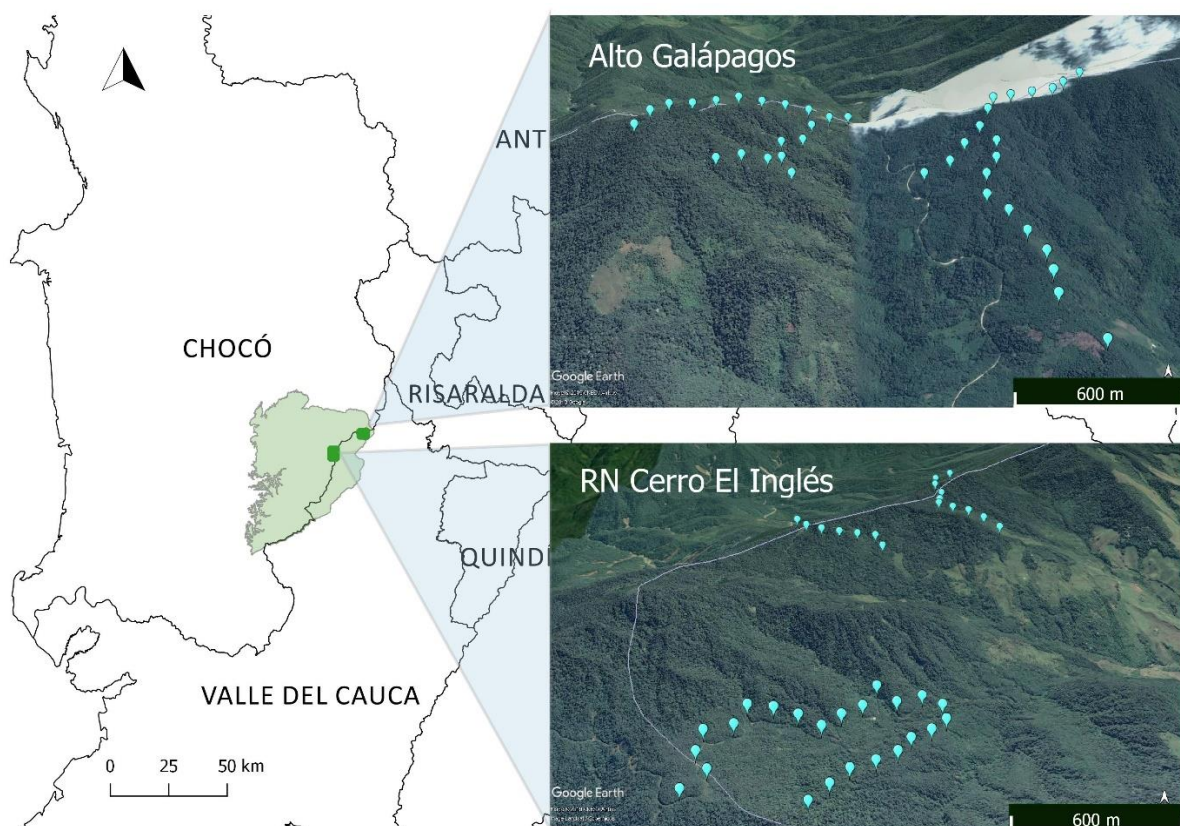 Alto Galápagos
ANT
CHOCÓ
RISARALDA
Google Earth
600 m
RN Cerro El Inglés
QUINDÍ
VALLE DEL CAUCA
0 25 50 km
Google Earth
600 m